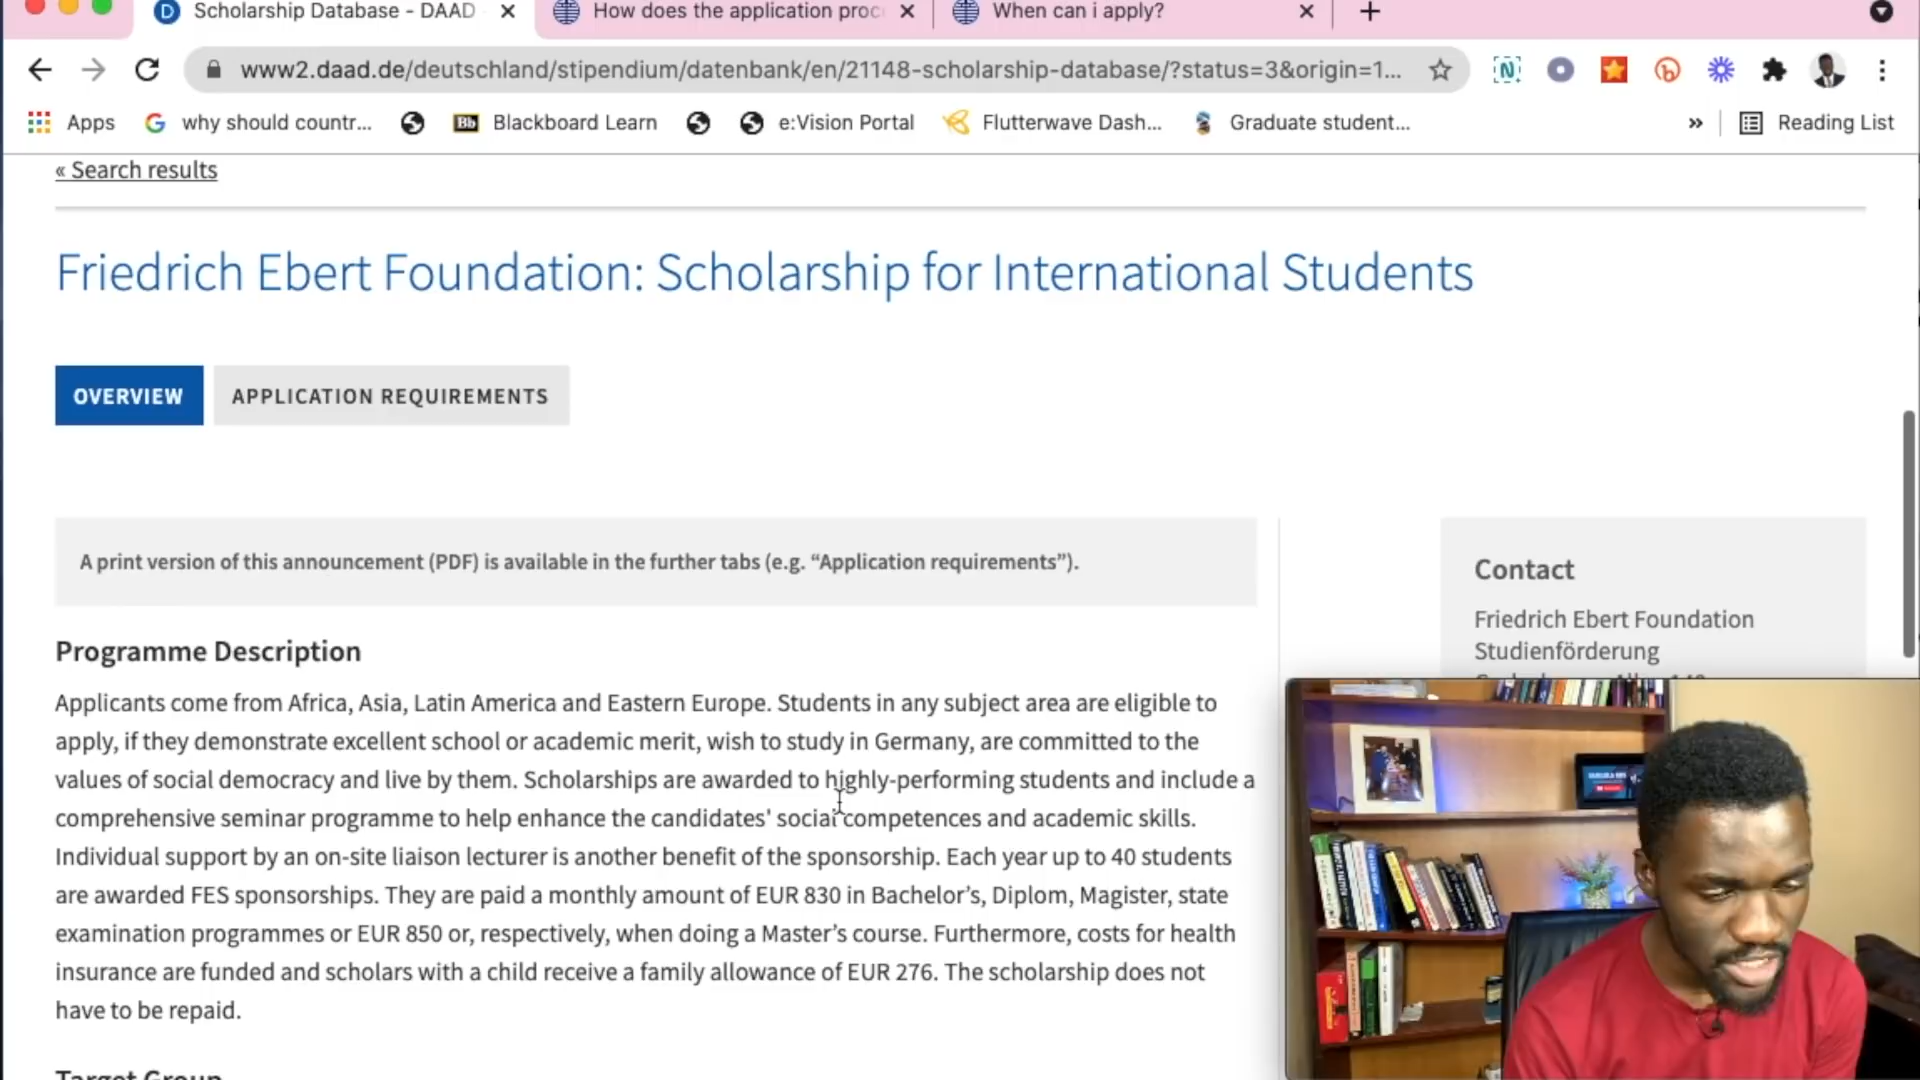 Scholarship Database - DAAD
How does the application proc
When can i apply?
www2.daad.de/deutschland/stipendium/datenbank/en/21148-scholarship-database/?status=3&origin=1...
Apps
why should countr...
Bb
Blackboard Learn
e:Vision Portal
Flutterwave Dash...
Graduate student...
»
Reading List
« Search results
Friedrich Ebert Foundation: Scholarship for International Students
OVERVIEW
APPLICATION REQUIREMENTS
A print version of this announcement (PDF) is available in the further tabs (e.g. “Application requirements”).
Contact
Friedrich Ebert Foundation
Studienförderung
Programme Description
Applicants come from Africa, Asia, Latin America and Eastern Europe. Students in any subject area are eligible to
apply, if they demonstrate excellent school or academic merit, wish to study in Germany, are committed to the
values of social democracy and live by them. Scholarships are awarded to highly-performing students and include a
comprehensive seminar programme to help enhance the candidates' social competences and academic skills.
Individual support by an on-site liaison lecturer is another benefit of the sponsorship. Each year up to 40 students
are awarded FES sponsorships. They are paid a monthly amount of EUR 830 in Bachelor’s, Diplom, Magister, state
examination programmes or EUR 850 or, respectively, when doing a Master’s course. Furthermore, costs for health
insurance are funded and scholars with a child receive a family allowance of EUR 276. The scholarship does not
have to be repaid.
Target Group